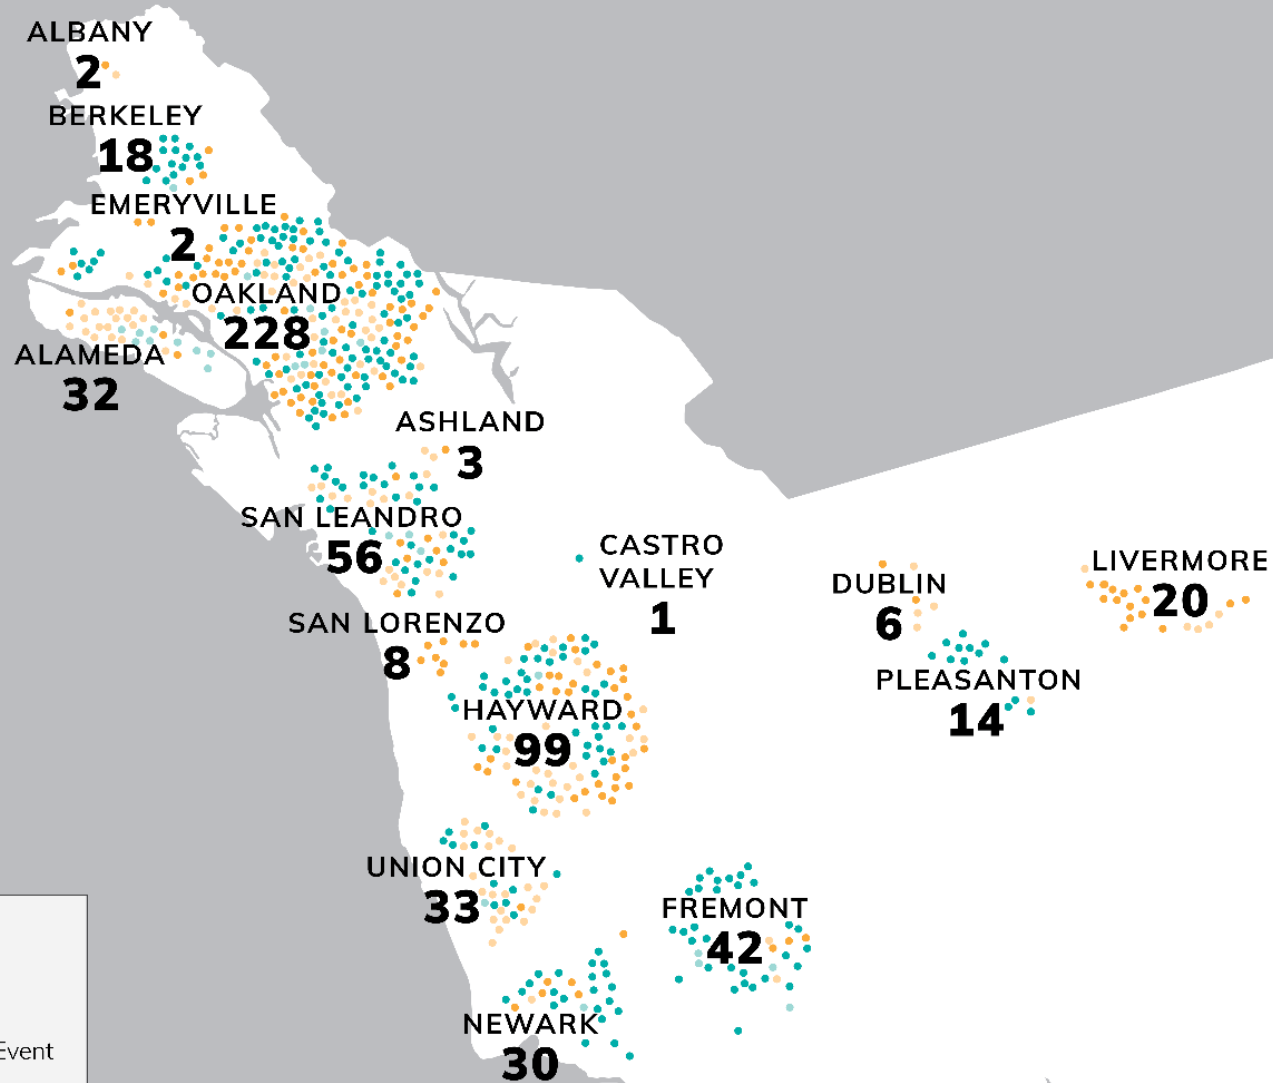 ALBANY
2
BERKELEY
18
EMERYVILLE
2
OAKLAND
228
ALAMEDA
32
ASHLAND
3
SAN LEANDRO
56
CASTRO
VALLEY
1
DUBLIN
6
LIVERMORE
20
SAN LORENZO
8
PLEASANTON
14
HAYWARD
99
UNION CITY
33
FREMONT
42
NEWARK
30
Event